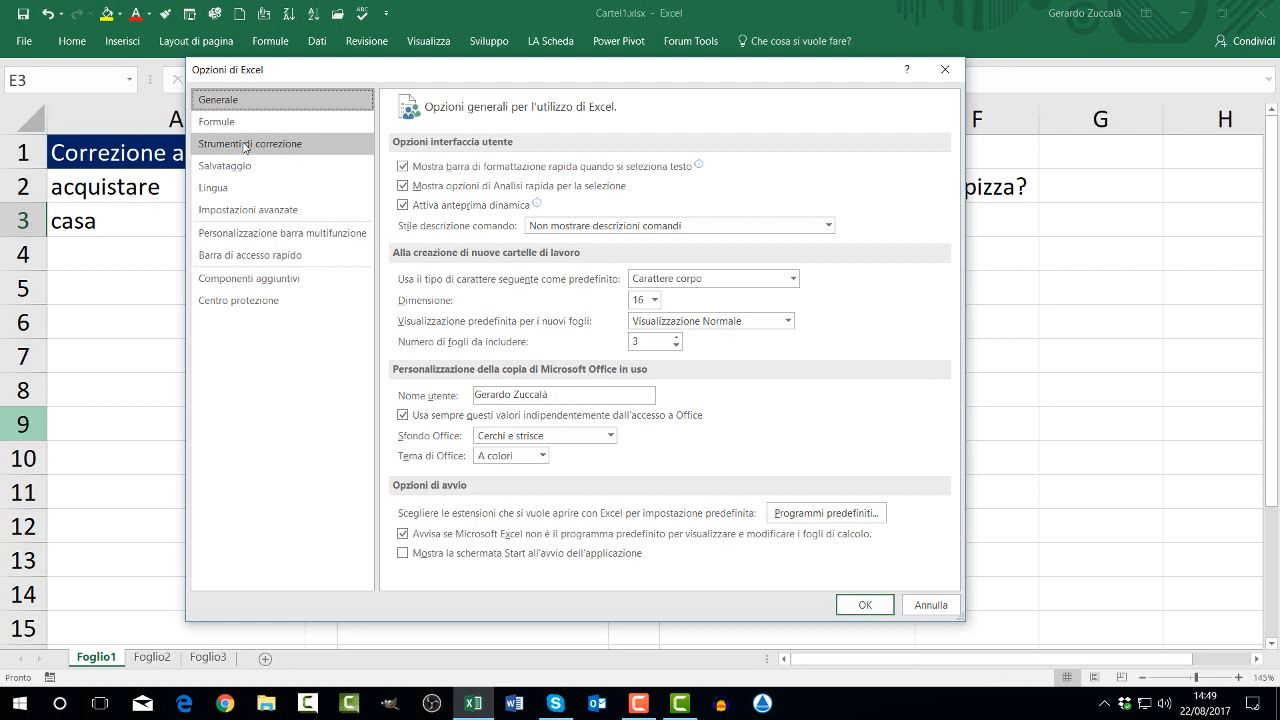 Cartel1.xlsx - Excel
Gerardo Zuccalà
File Home Inserisci Layout di pagina Formule Dati Revisione Visualizza Sviluppo LA Scheda Power Pivot Forum Tools Che cosa si vuole fare? Condividi
E3
Opzioni di Excel
?
Generale
Formule
Strumenti di correzione
Salvataggio
Lingua
Impostazioni avanzate
Personalizzazione barra multifunzione
Barra di accesso rapido
Componenti aggiuntivi
Centro protezione
Opzioni generali per l'utilizzo di Excel.
Opzioni interfaccia utente
Mostra barra di formattazione rapida quando si seleziona testo
Mostra opzioni di Analisi rapida per la selezione
Attiva anteprima dinamica
Stile descrizione comando: Non mostrare descrizioni comandi
Alla creazione di nuove cartelle di lavoro
Usa il tipo di carattere seguente come predefinito: Carattere corpo
Dimensione: 16
Visualizzazione predefinita per i nuovi fogli: Visualizzazione Normale
Numero di fogli da includere: 3
Personalizzazione della copia di Microsoft Office in uso
Nome utente: Gerardo Zuccalà
Usa sempre questi valori indipendentemente dall'accesso a Office
Sfondo Office: Cerchi e strisce
Tema di Office: A colori
Opzioni di avvio
Scegliere le estensioni che si vuole aprire con Excel per impostazione predefinita: Programmi predefiniti...
Avvisa se Microsoft Excel non è il programma predefinito per visualizzare e modificare i fogli di calcolo.
Mostra la schermata Start all'avvio dell'applicazione
OK Annulla
A F G H
1 Correzione a
2 acquistare pizza?
3 casa
4
5
6
7
8
9
10
11
12
13
14
15
Foglio1 Foglio2 Foglio3
Pronto
145%
14:49
22/08/2017